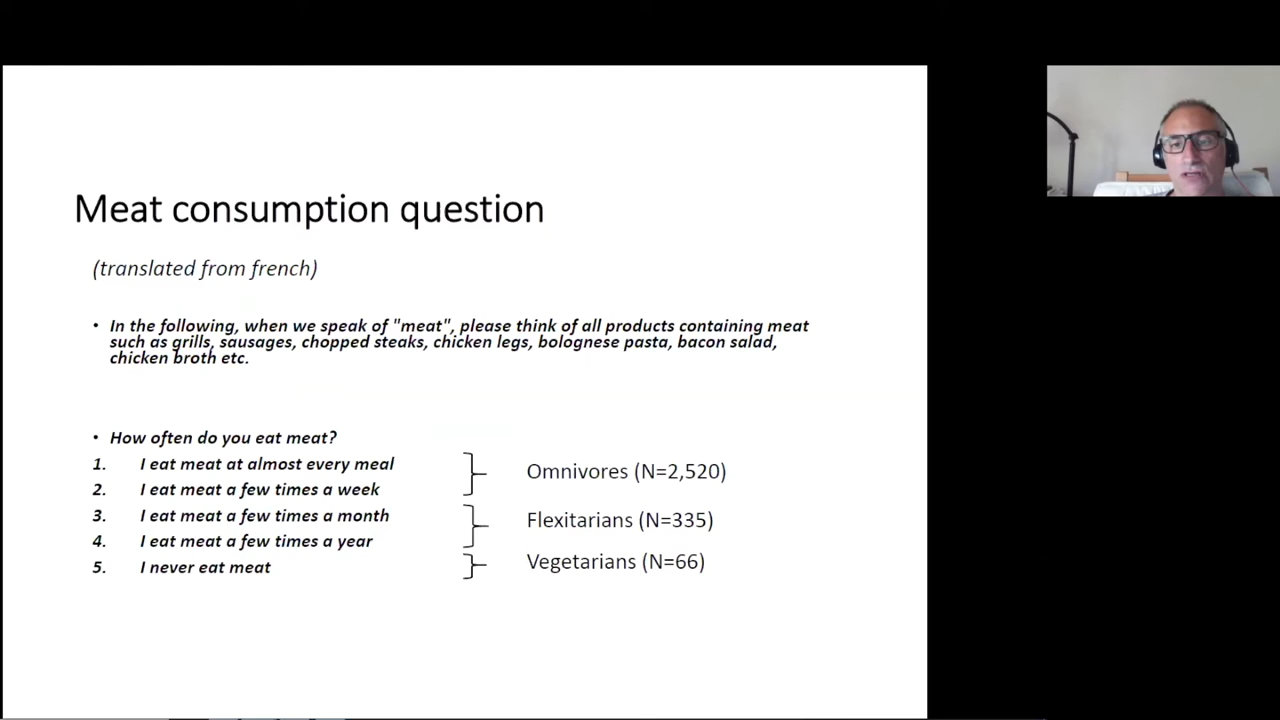 Meat consumption question
(translated from french)
• In the following, when we speak of "meat", please think of all products containing meat
such as grills, sausages, chopped steaks, chicken legs, bolognese pasta, bacon salad,
chicken broth etc.
• How often do you eat meat?
1. I eat meat at almost every meal
2. I eat meat a few times a week
Omnivores (N=2,520)
3. I eat meat a few times a month
4. I eat meat a few times a year
Flexitarians (N=335)
5. I never eat meat
Vegetarians (N=66)